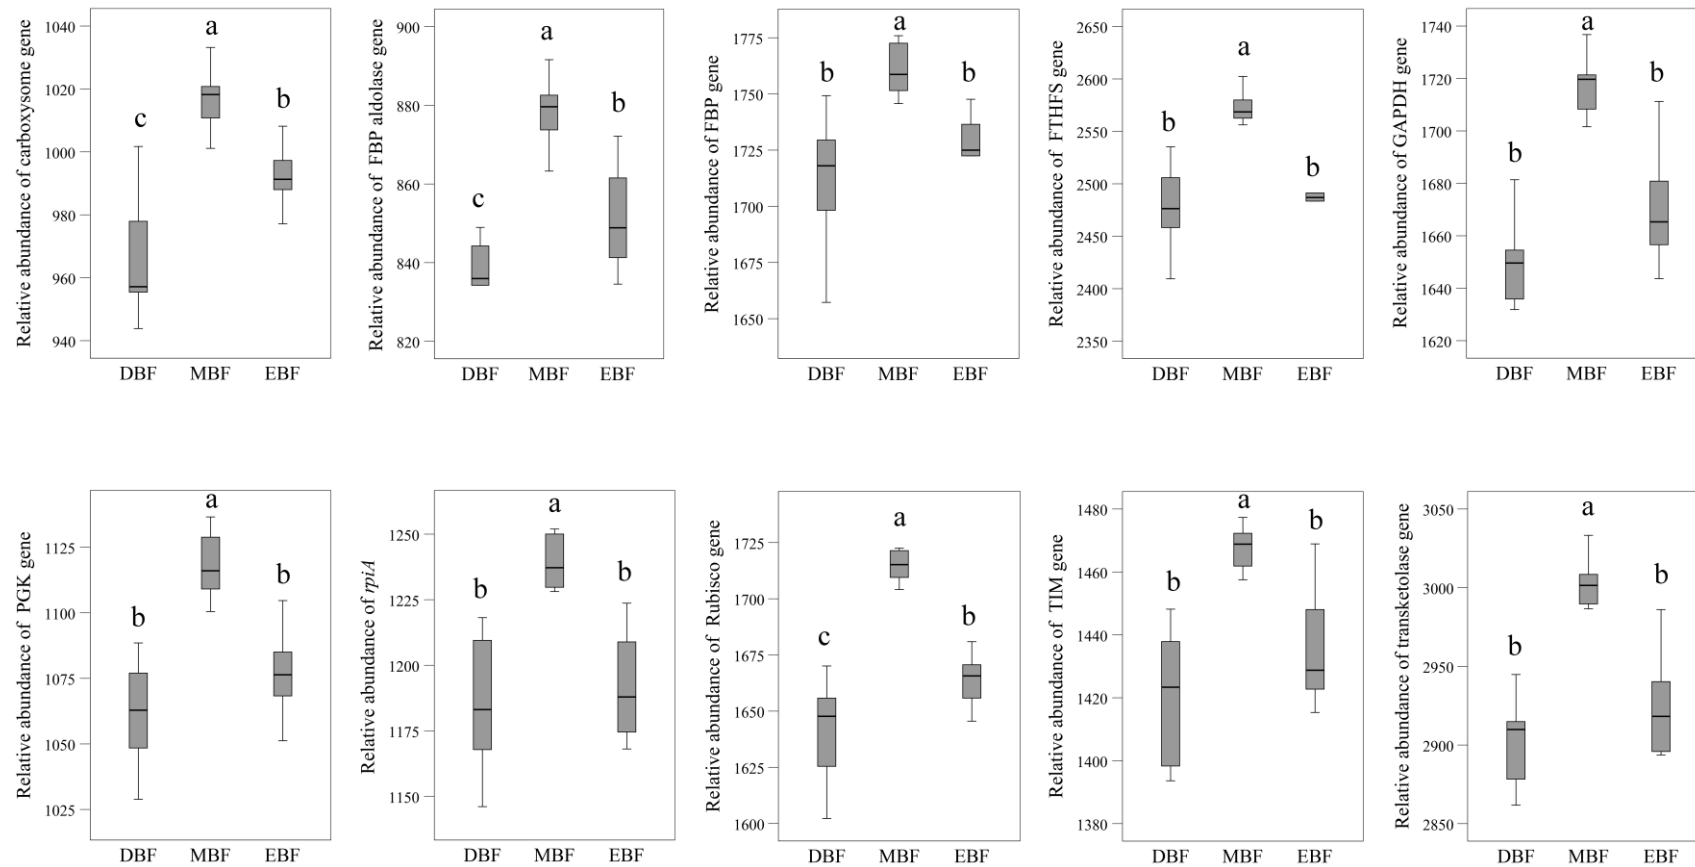 Relative abundance of carboxysome gene
1040
1020
1000
980
960
940
c
a
b
DBF MBF EBF
Relative abundance of FBP aldolase gene
900
880
860
840
820
c
a
b
DBF MBF EBF
Relative abundance of FBP gene
1775
1750
1725
1700
1675
1650
b
a
b
DBF MBF EBF
Relative abundance of FTHFS gene
2650
2600
2550
2500
2450
2400
2350
b
a
b
DBF MBF EBF
Relative abundance of GAPDH gene
1740
1720
1700
1680
1660
1640
1620
b
a
b
DBF MBF EBF
Relative abundance of PGK gene
1125
1100
1075
1050
1025
b
a
b
DBF MBF EBF
Relative abundance of rpiA
1250
1225
1200
1175
1150
b
a
b
DBF MBF EBF
Relative abundance of Rubisco gene
1725
1700
1675
1650
1625
1600
c
a
b
DBF MBF EBF
Relative abundance of TIM gene
1480
1460
1440
1420
1400
1380
b
a
b
DBF MBF EBF
Relative abundance of transketolase gene
3050
3000
2950
2900
2850
b
a
b
DBF MBF EBF